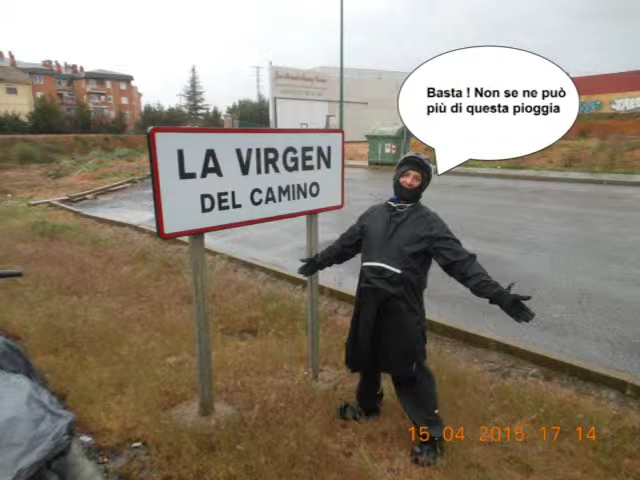 Basta ! Non se ne può
più di questa pioggia
LA VIRGEN
DEL CAMINO
15.04 2015 17 14